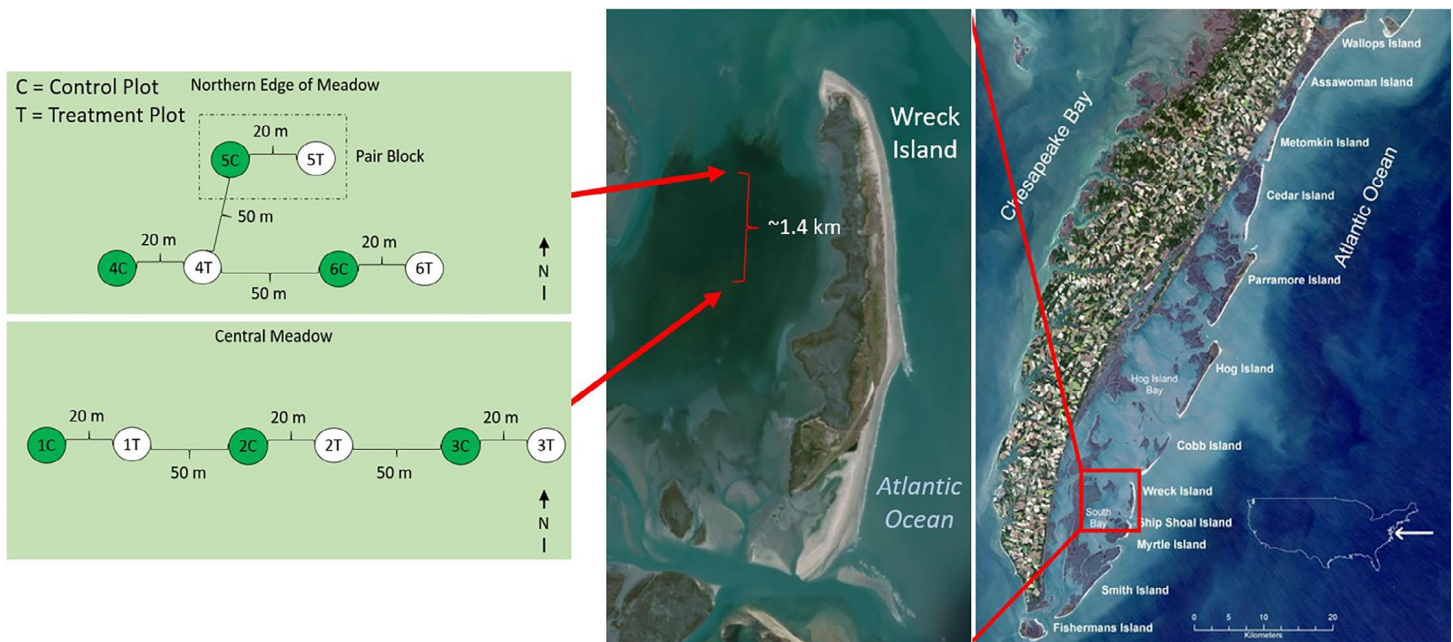 C = Control Plot
T = Treatment Plot
Northern Edge of Meadow
20 m
5C
5T
Pair Block
50 m
20 m
20 m
4C
4T
6C
6T
50 m
N
Central Meadow
20 m
20 m
20 m
1C
1T
2C
2T
3C
3T
50 m
50 m
N
Wreck
Island
~1.4 km
Atlantic
Ocean
Wallops Island
Assawoman Island
Chesapeake Bay
Metomkin Island
Cedar Island
Atlantic Ocean
Parramore Island
Hog Island
Hog Island
Bay
Cobb Island
Wreck Island
South
Bay
Ship Shoal Island
Myrtle Island
Smith Island
Fishermans Island
0 5 10 20
Kilometers